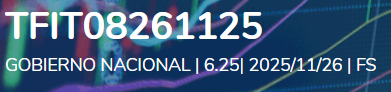 TFIT08261125
GOBIERNO NACIONAL | 6.25| 2025/11/26 | FS